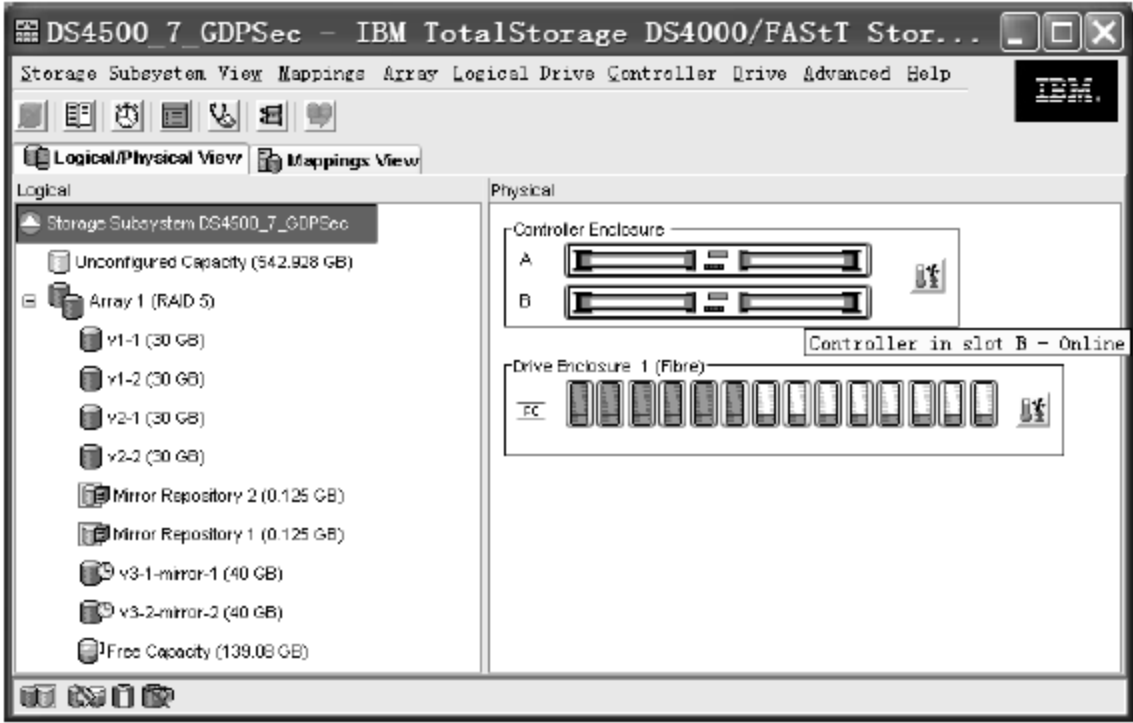 DS4500_7_GDPSec - IBM TotalStorage DS4000/FAStT Stor...
Storage Subsystem View Mappings Array Logical Drive Controller Drive Advanced Help
IBM.
Logical/Physical View Mappings View
Logical Physical
Storage Subsystem DS4500_7_GDPSec
Unconfigured Capacity (542.928 GB)
Array 1 (RAID 5)
v1-1 (30 GB)
v1-2 (30 GB)
v2-1 (30 GB)
v2-2 (30 GB)
Mirror Repository 2 (0.125 GB)
Mirror Repository 1 (0.125 GB)
v3-1-mirror-1 (40 GB)
v3-2-mirror-2 (40 GB)
Free Capacity (139.08 GB)
Controller Enclosure
A
B
Controller in slot B - Online
Drive Enclosure 1 (Fibre)
FC